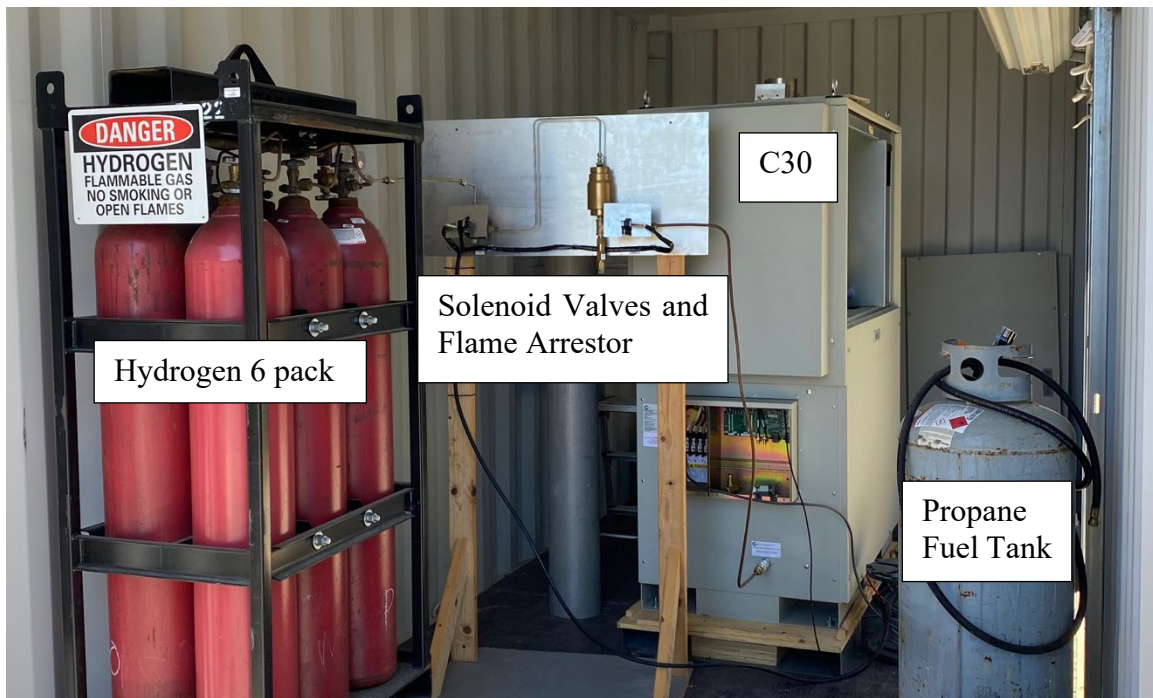 22
DANGER
HYDROGEN
FLAMMABLE GAS
NO SMOKING OR
OPEN FLAMES
C30
Solenoid Valves and
Flame Arrestor
Hydrogen 6 pack
Propane
Fuel Tank